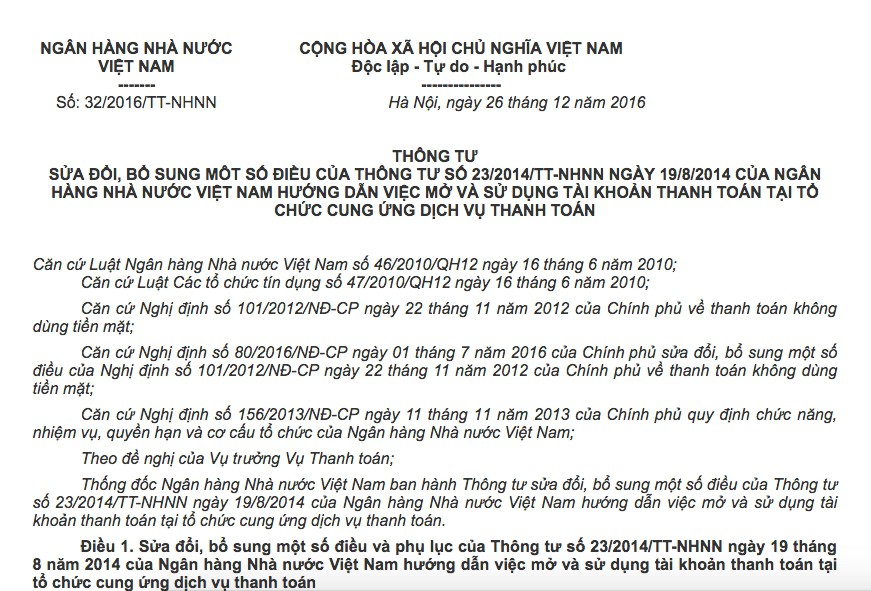 NGÂN HÀNG NHÀ NƯỚC
VIỆT NAM
-------
Số: 32/2016/TT-NHNN
CỘNG HÒA XÃ HỘI CHỦ NGHĨA VIỆT NAM
Độc lập - Tự do - Hạnh phúc
---------------
Hà Nội, ngày 26 tháng 12 năm 2016
THÔNG TƯ
SỬA ĐỔI, BỔ SUNG MỘT SỐ ĐIỀU CỦA THÔNG TƯ SỐ 23/2014/TT-NHNN NGÀY 19/8/2014 CỦA NGÂN
HÀNG NHÀ NƯỚC VIỆT NAM HƯỚNG DẪN VIỆC MỞ VÀ SỬ DỤNG TÀI KHOẢN THANH TOÁN TẠI TỔ
CHỨC CUNG ỨNG DỊCH VỤ THANH TOÁN
Căn cứ Luật Ngân hàng Nhà nước Việt Nam số 46/2010/QH12 ngày 16 tháng 6 năm 2010;
Căn cứ Luật Các tổ chức tín dụng số 47/2010/QH12 ngày 16 tháng 6 năm 2010;
Căn cứ Nghị định số 101/2012/NĐ-CP ngày 22 tháng 11 năm 2012 của Chính phủ về thanh toán không
dùng tiền mặt;
Căn cứ Nghị định số 80/2016/NĐ-CP ngày 01 tháng 7 năm 2016 của Chính phủ sửa đổi, bổ sung một số
điều của Nghị định số 101/2012/NĐ-CP ngày 22 tháng 11 năm 2012 của Chính phủ về thanh toán không dùng
tiền mặt;
Căn cứ Nghị định số 156/2013/NĐ-CP ngày 11 tháng 11 năm 2013 của Chính phủ quy định chức năng,
nhiệm vụ, quyền hạn và cơ cấu tổ chức của Ngân hàng Nhà nước Việt Nam;
Theo đề nghị của Vụ trưởng Vụ Thanh toán;
Thống đốc Ngân hàng Nhà nước Việt Nam ban hành Thông tư sửa đổi, bổ sung một số điều của Thông tư
số 23/2014/TT-NHNN ngày 19/8/2014 của Ngân hàng Nhà nước Việt Nam hướng dẫn việc mở và sử dụng tài
khoản thanh toán tại tổ chức cung ứng dịch vụ thanh toán.
Điều 1. Sửa đổi, bổ sung một số điều và phụ lục của Thông tư số 23/2014/TT-NHNN ngày 19 tháng
8 năm 2014 của Ngân hàng Nhà nước Việt Nam hướng dẫn việc mở và sử dụng tài khoản thanh toán tại
tổ chức cung ứng dịch vụ thanh toán